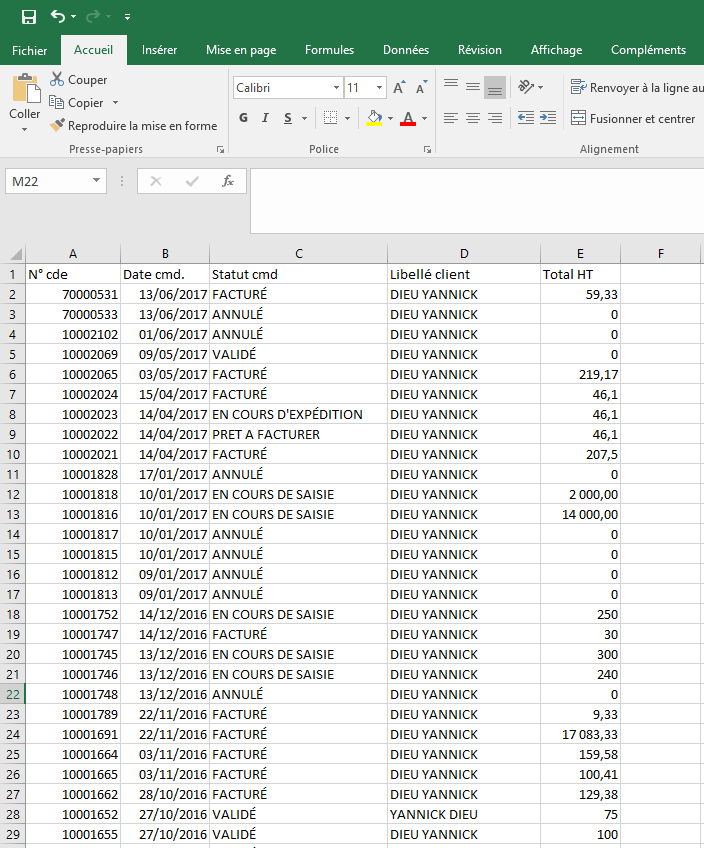 Fichier Accueil Insérer Mise en page Formules Données Révision Affichage Compléments
Coller
Couper
Copier
Reproduire la mise en forme
Presse-papiers
Calibri 11 A A
G I S A
Police
Renvoyer à la ligne au
Fusionner et centrer
Alignement
M22 fx
A B C D E F
1 N° cde Date cmd. Statut cmd Libellé client Total HT
2 70000531 13/06/2017 FACTURÉ DIEU YANNICK 59,33
3 70000533 13/06/2017 ANNULÉ DIEU YANNICK 0
4 10002102 01/06/2017 ANNULÉ DIEU YANNICK 0
5 10002069 09/05/2017 VALIDÉ DIEU YANNICK 0
6 10002065 03/05/2017 FACTURÉ DIEU YANNICK 219,17
7 10002024 15/04/2017 FACTURÉ DIEU YANNICK 46,1
8 10002023 14/04/2017 EN COURS D'EXPÉDITION DIEU YANNICK 46,1
9 10002022 14/04/2017 PRET A FACTURER DIEU YANNICK 46,1
10 10002021 14/04/2017 FACTURÉ DIEU YANNICK 207,5
11 10001828 17/01/2017 ANNULÉ DIEU YANNICK 0
12 10001818 10/01/2017 EN COURS DE SAISIE DIEU YANNICK 2 000,00
13 10001816 10/01/2017 EN COURS DE SAISIE DIEU YANNICK 14 000,00
14 10001817 10/01/2017 ANNULÉ DIEU YANNICK 0
15 10001815 10/01/2017 ANNULÉ DIEU YANNICK 0
16 10001812 09/01/2017 ANNULÉ DIEU YANNICK 0
17 10001813 09/01/2017 ANNULÉ DIEU YANNICK 0
18 10001752 14/12/2016 EN COURS DE SAISIE DIEU YANNICK 250
19 10001747 14/12/2016 FACTURÉ DIEU YANNICK 30
20 10001745 13/12/2016 EN COURS DE SAISIE DIEU YANNICK 300
21 10001746 13/12/2016 EN COURS DE SAISIE DIEU YANNICK 240
22 10001748 13/12/2016 ANNULÉ DIEU YANNICK 0
23 10001789 22/11/2016 FACTURÉ DIEU YANNICK 9,33
24 10001691 22/11/2016 FACTURÉ DIEU YANNICK 17 083,33
25 10001664 03/11/2016 FACTURÉ DIEU YANNICK 159,58
26 10001665 03/11/2016 FACTURÉ DIEU YANNICK 100,41
27 10001662 28/10/2016 FACTURÉ DIEU YANNICK 129,38
28 10001652 27/10/2016 VALIDÉ YANNICK DIEU 75
29 10001655 27/10/2016 VALIDÉ DIEU YANNICK 100